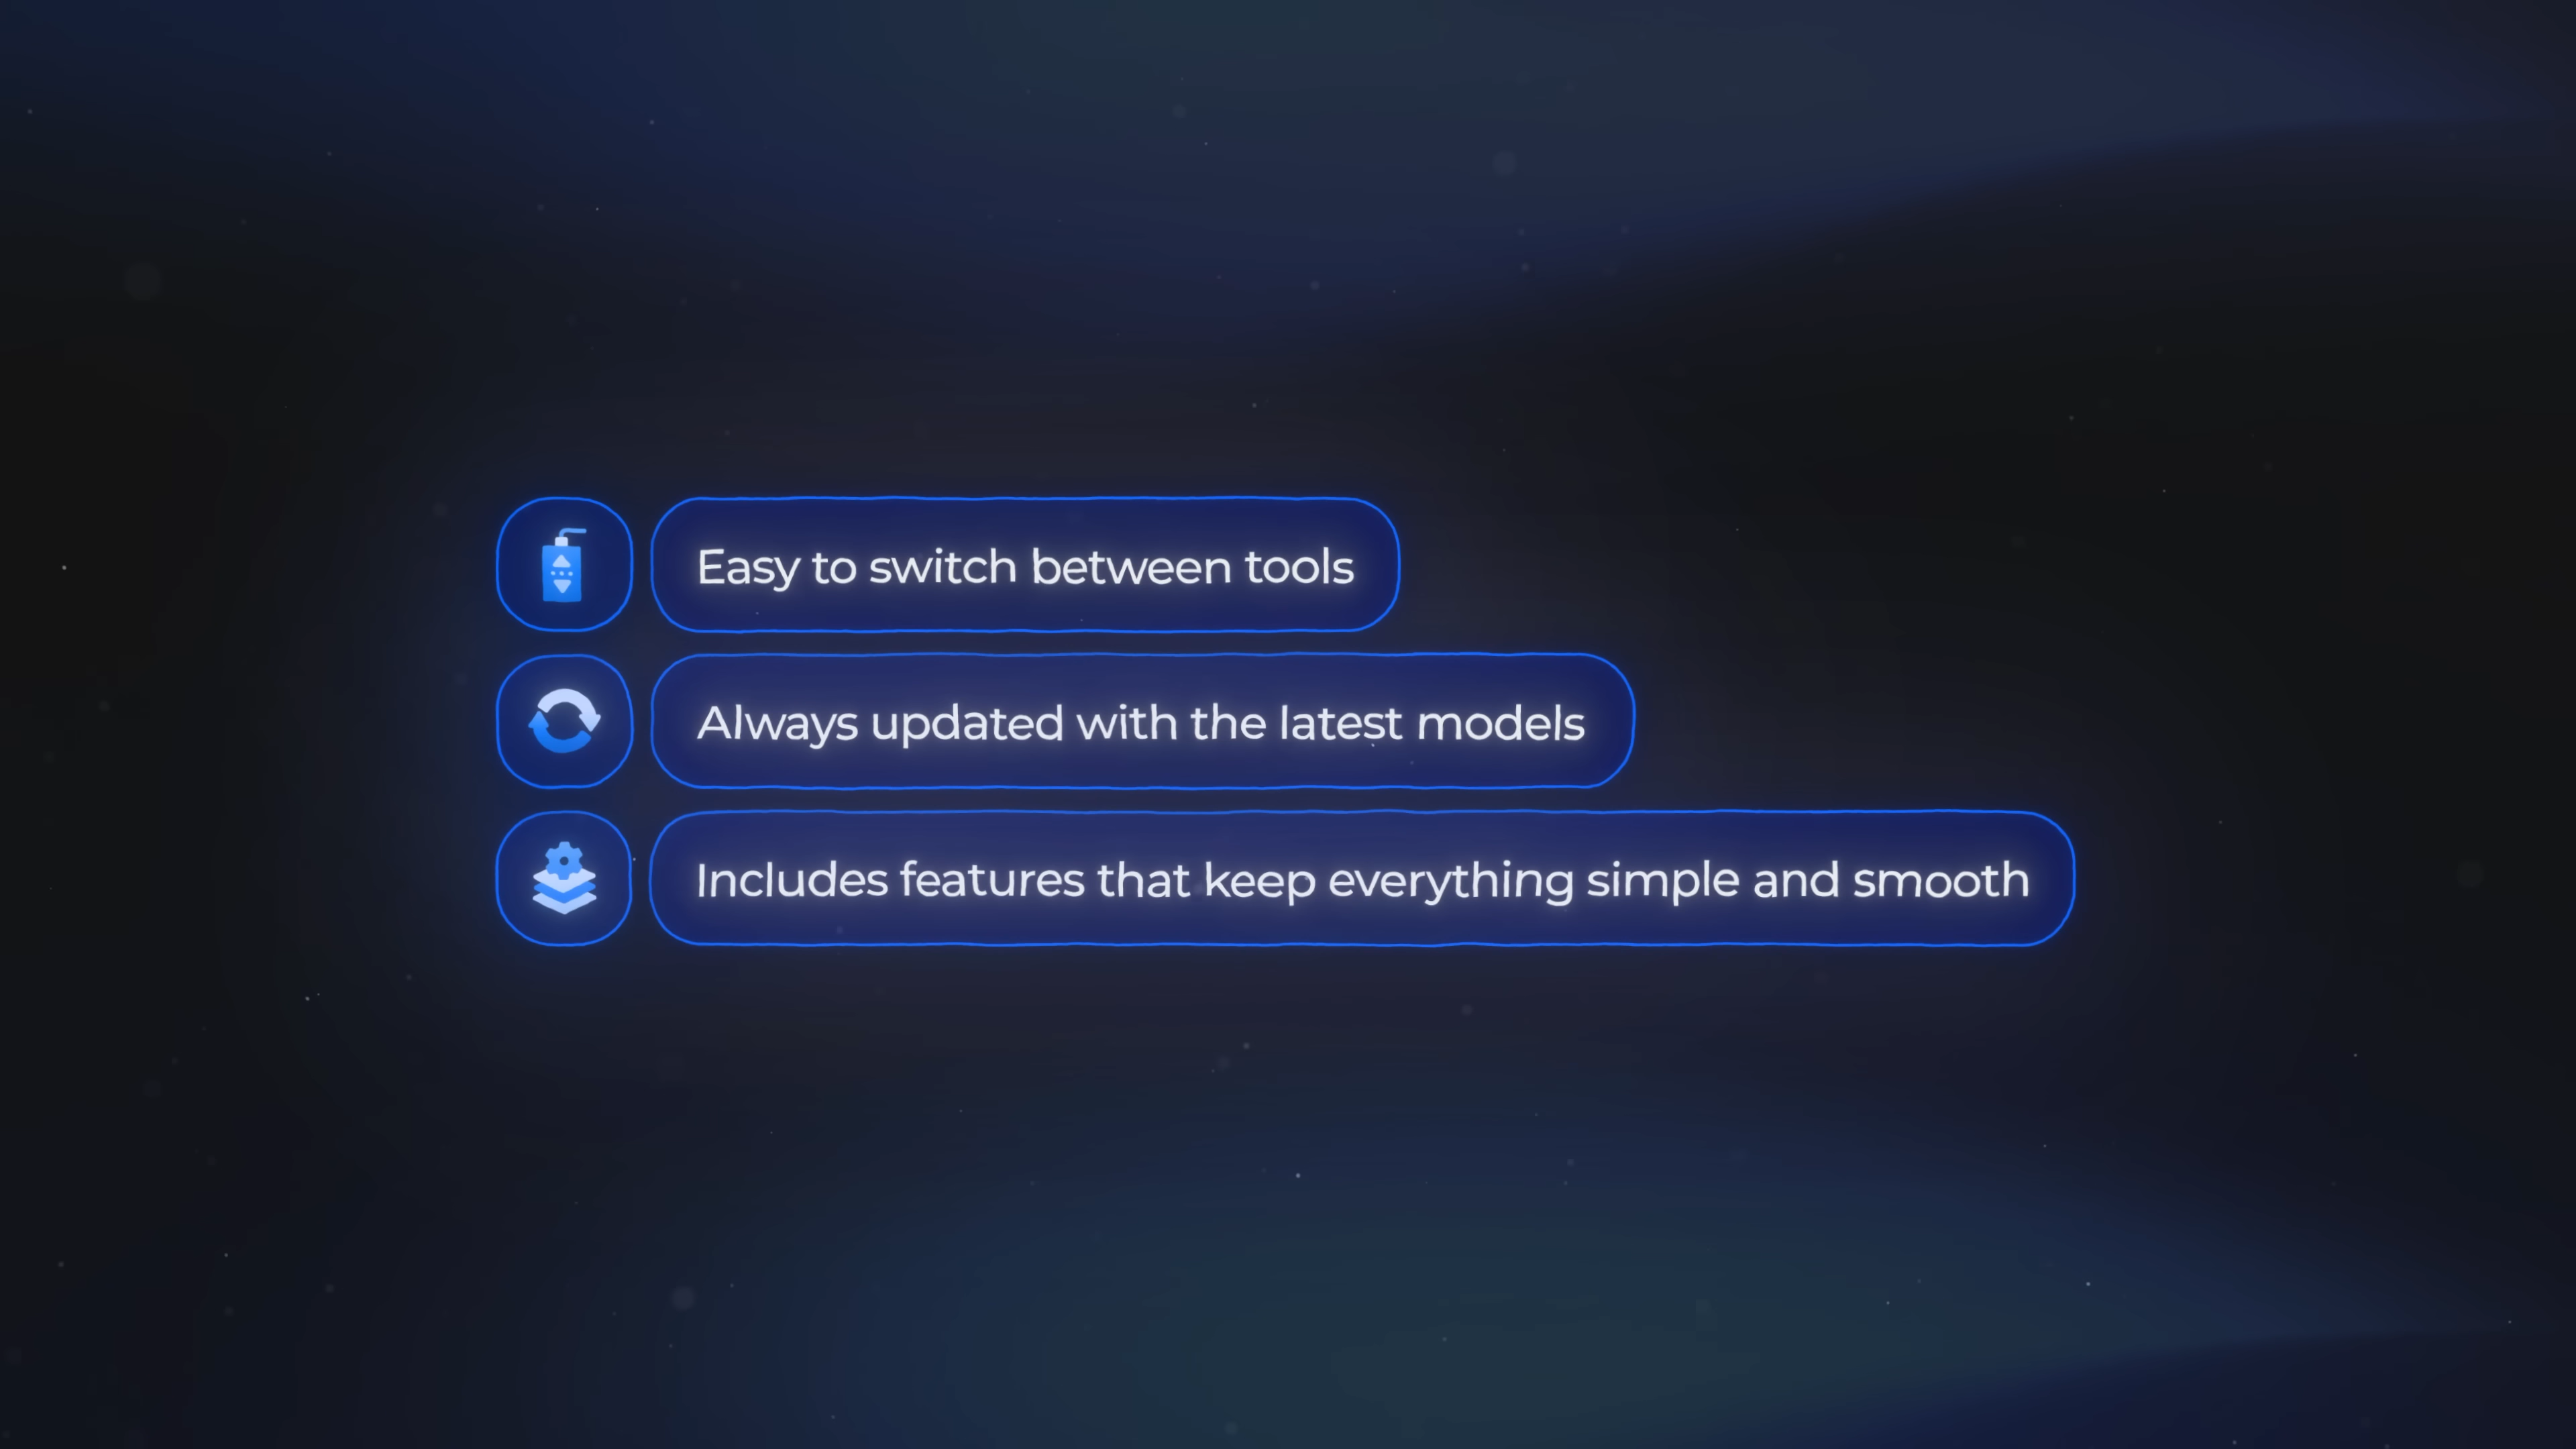 Easy to switch between tools
Always updated with the latest models
Includes features that keep everything simple and smooth